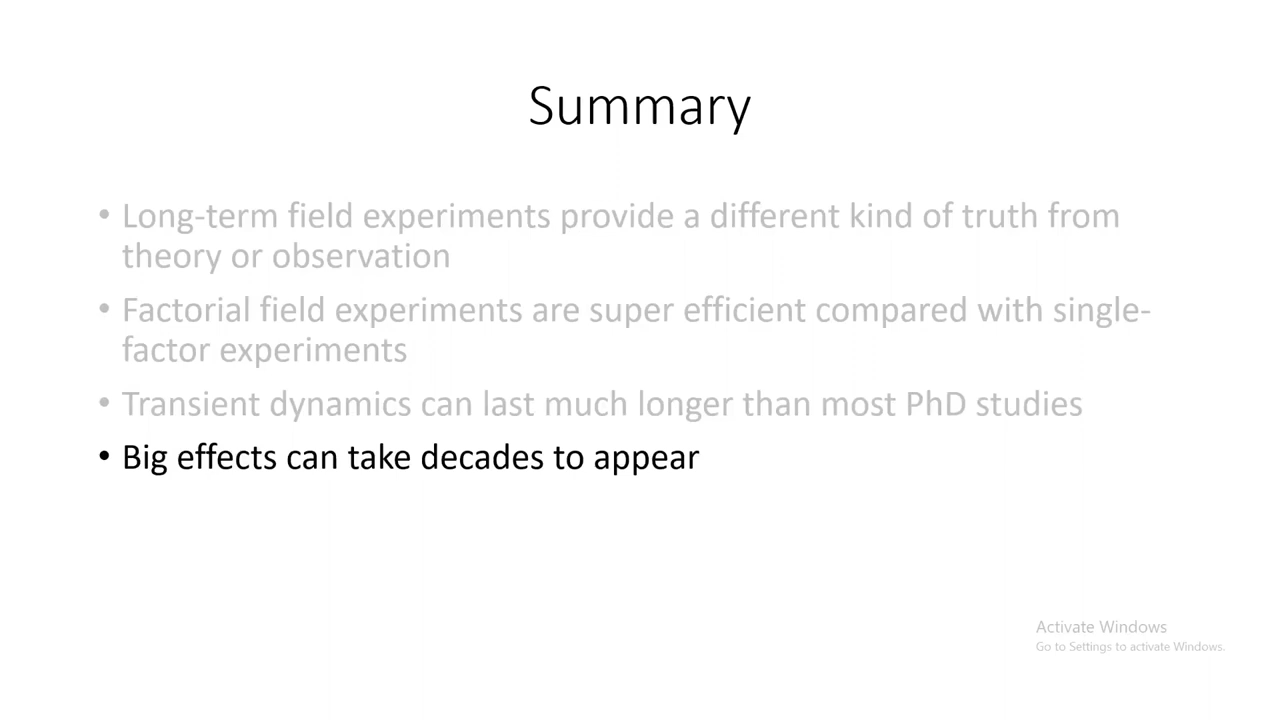 Summary
• Long-term field experiments provide a different kind of truth from
theory or observation
• Factorial field experiments are super efficient compared with single-
factor experiments
• Transient dynamics can last much longer than most PhD studies
• Big effects can take decades to appear
Activate Windows
Go to Settings to activate Windows.